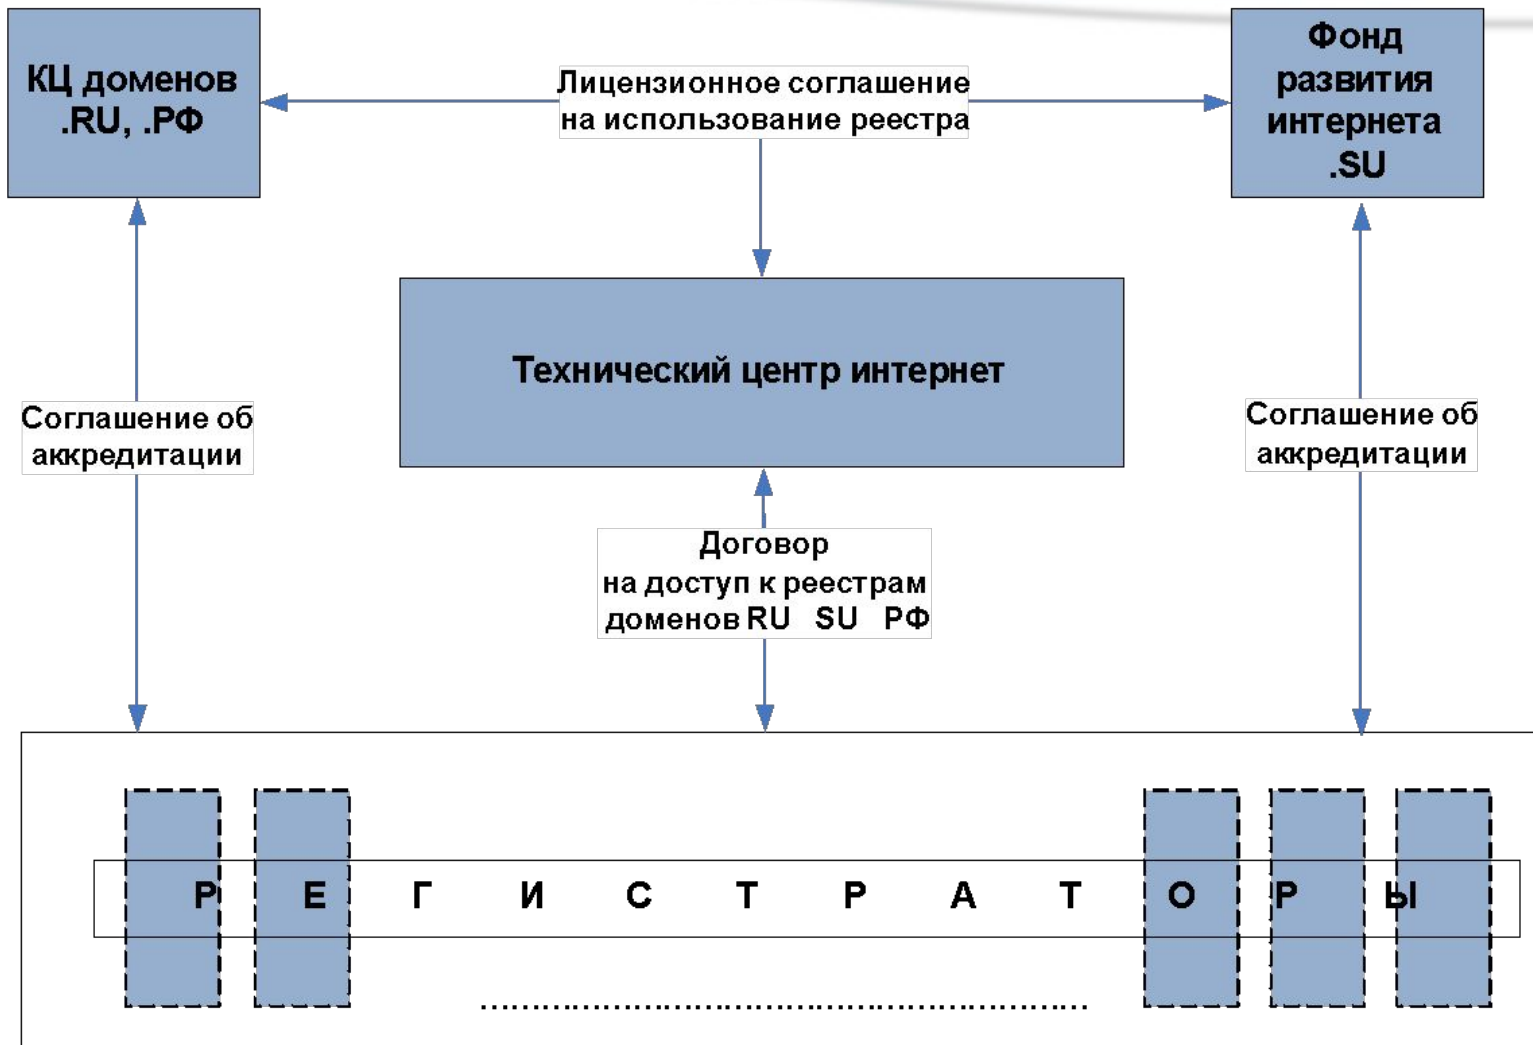 КЦ доменов
.RU, .РФ
Лицензионное соглашение
на использование реестра
Фонд
развития
интернета
.SU
Технический центр интернет
Соглашение об
аккредитации
Соглашение об
аккредитации
Договор
на доступ к реестрам
доменов RU SU РФ
Р Е Г И С Т Р А Т О Р Ы